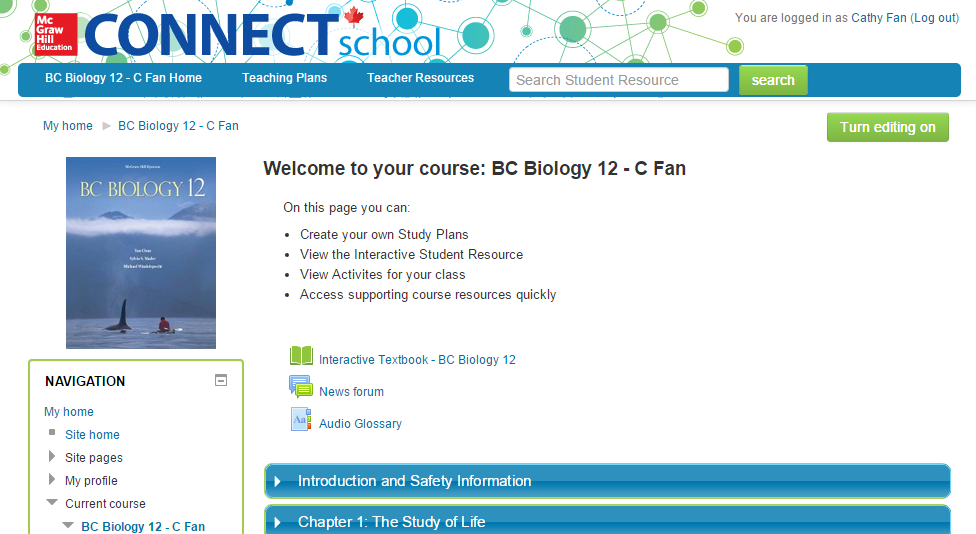 Mc
Graw
Hill
Education
CONNECT
school
You are logged in as Cathy Fan (Log out)
BC Biology 12 - C Fan Home
Teaching Plans
Teacher Resources
Search Student Resource
search
My home
BC Biology 12 - C Fan
Turn editing on
BC BIOLOGY 12
Welcome to your course: BC Biology 12 - C Fan
On this page you can:
Create your own Study Plans
View the Interactive Student Resource
View Activites for your class
Access supporting course resources quickly
Interactive Textbook - BC Biology 12
News forum
Aa
Audio Glossary
NAVIGATION
My home
Site home
Site pages
My profile
Current course
BC Biology 12 - C Fan
Introduction and Safety Information
Chapter 1: The Study of Life